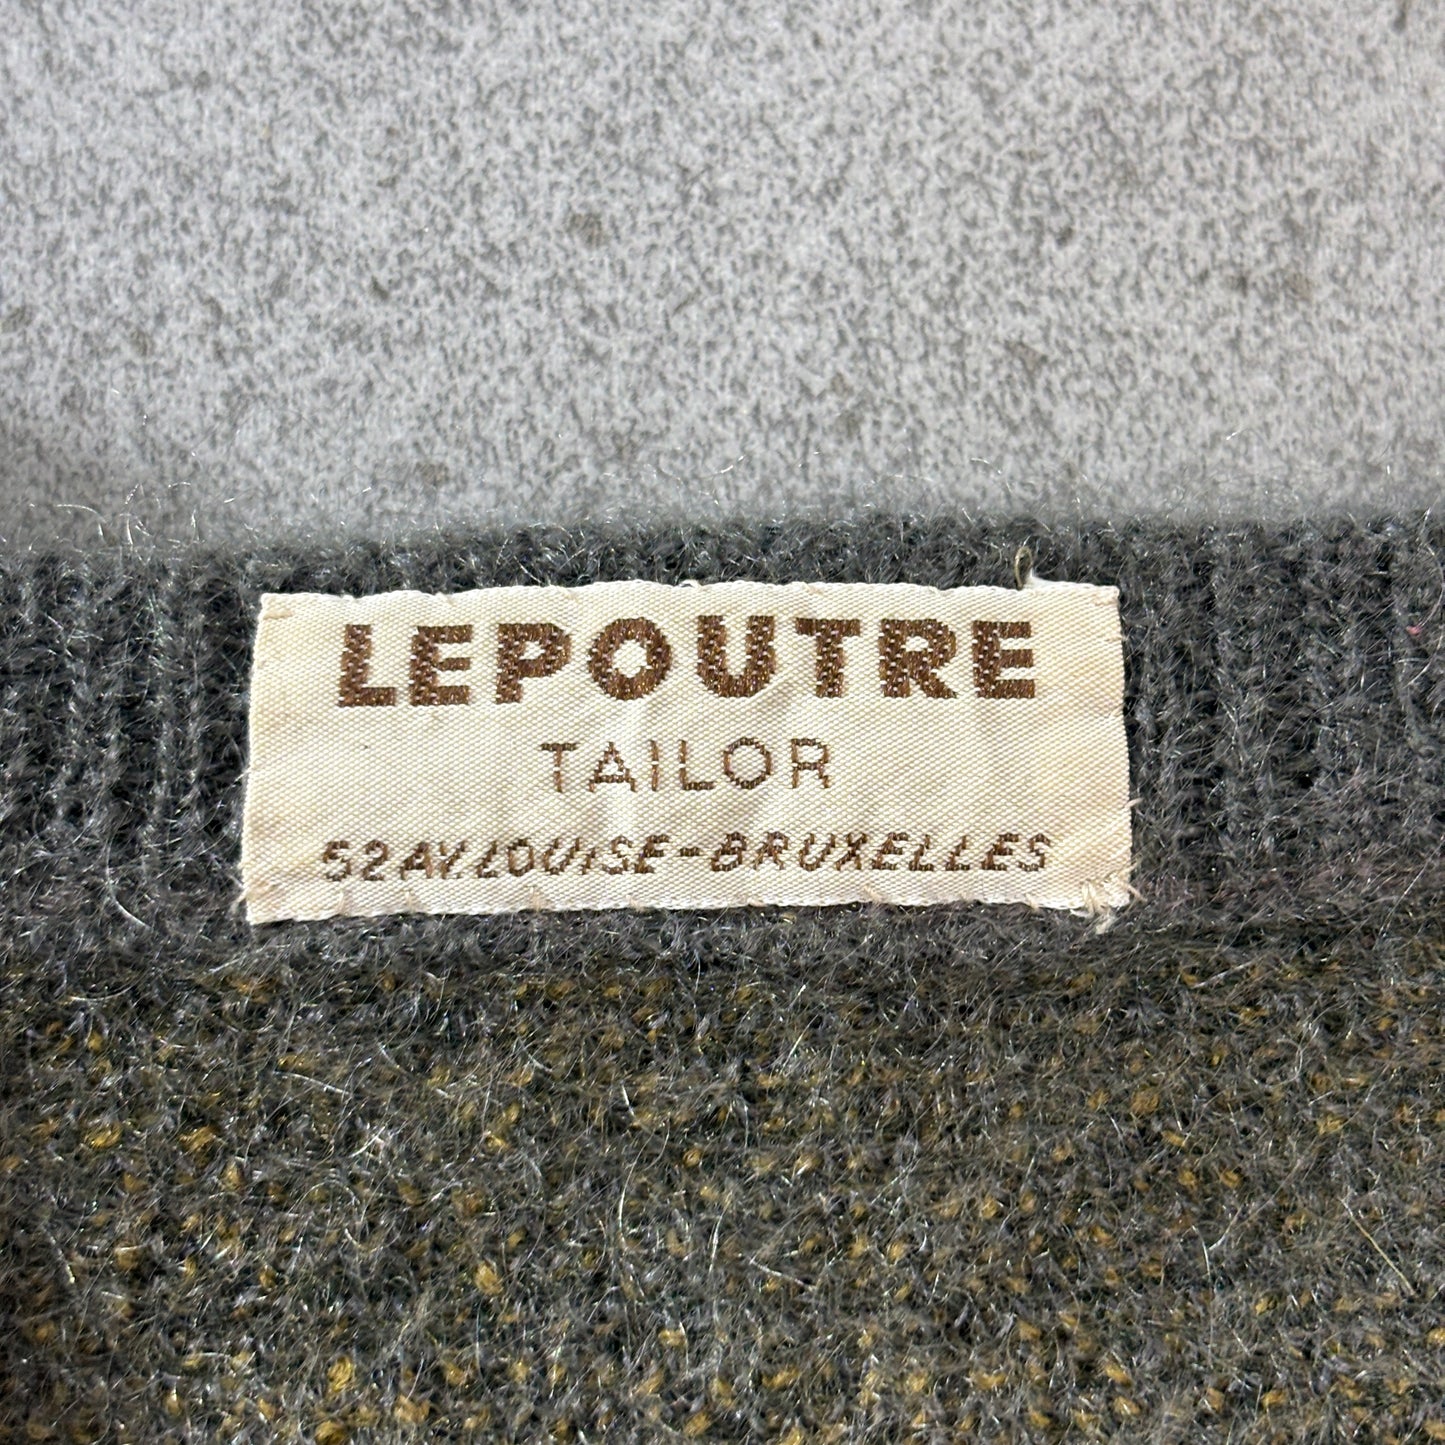 LEPOUTRE
TAILOR
52 AV. LOUISE - BRUXELLES